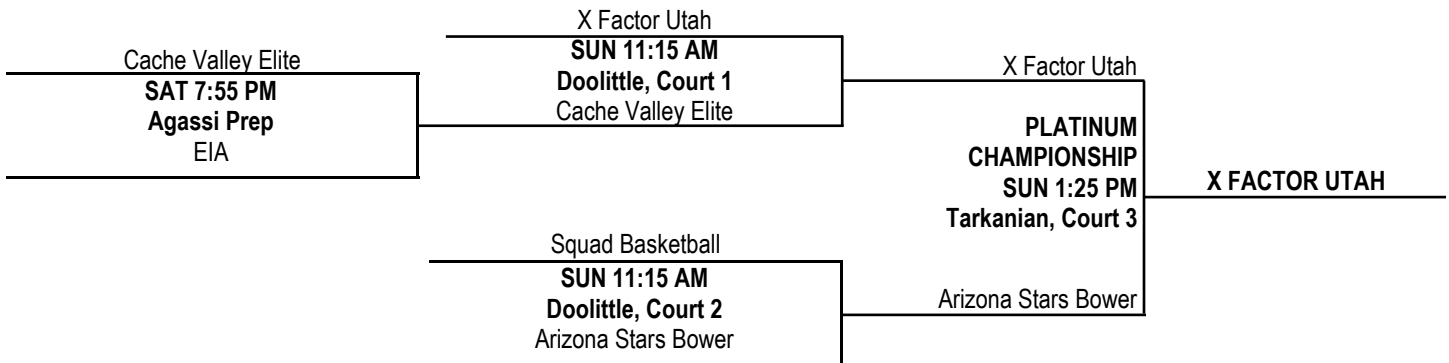 Cache Valley Elite
SAT 7:55 PM
Agassi Prep
EIA
X Factor Utah
SUN 11:15 AM
Doolittle, Court 1
Cache Valley Elite
Squad Basketball
SUN 11:15 AM
Doolittle, Court 2
Arizona Stars Bower
X Factor Utah
PLATINUM
CHAMPIONSHIP
SUN 1:25 PM
Tarkanian, Court 3
Arizona Stars Bower
X FACTOR UTAH